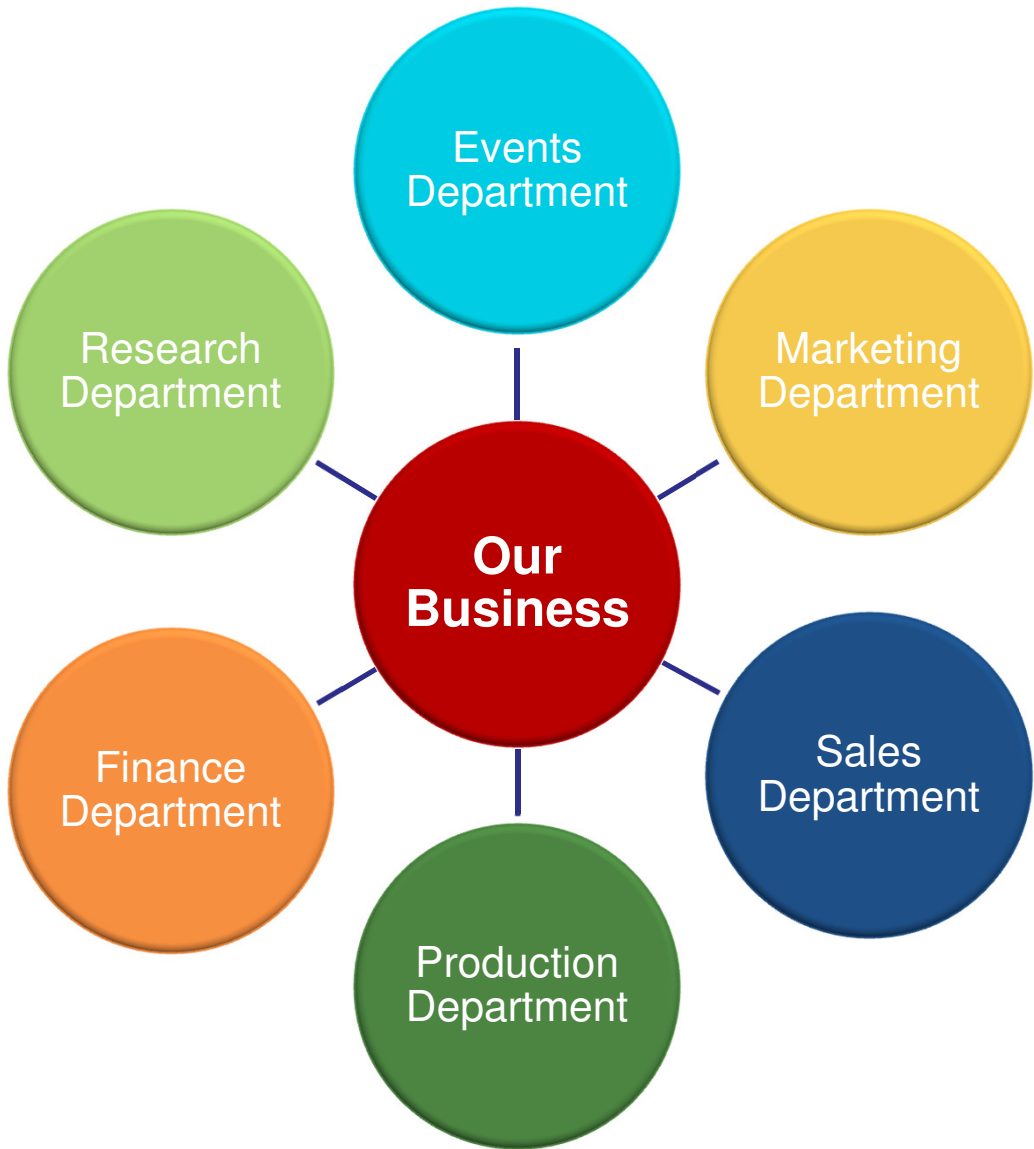 Events
Department
Research
Department
Marketing
Department
Our
Business
Finance
Department
Sales
Department
Production
Department